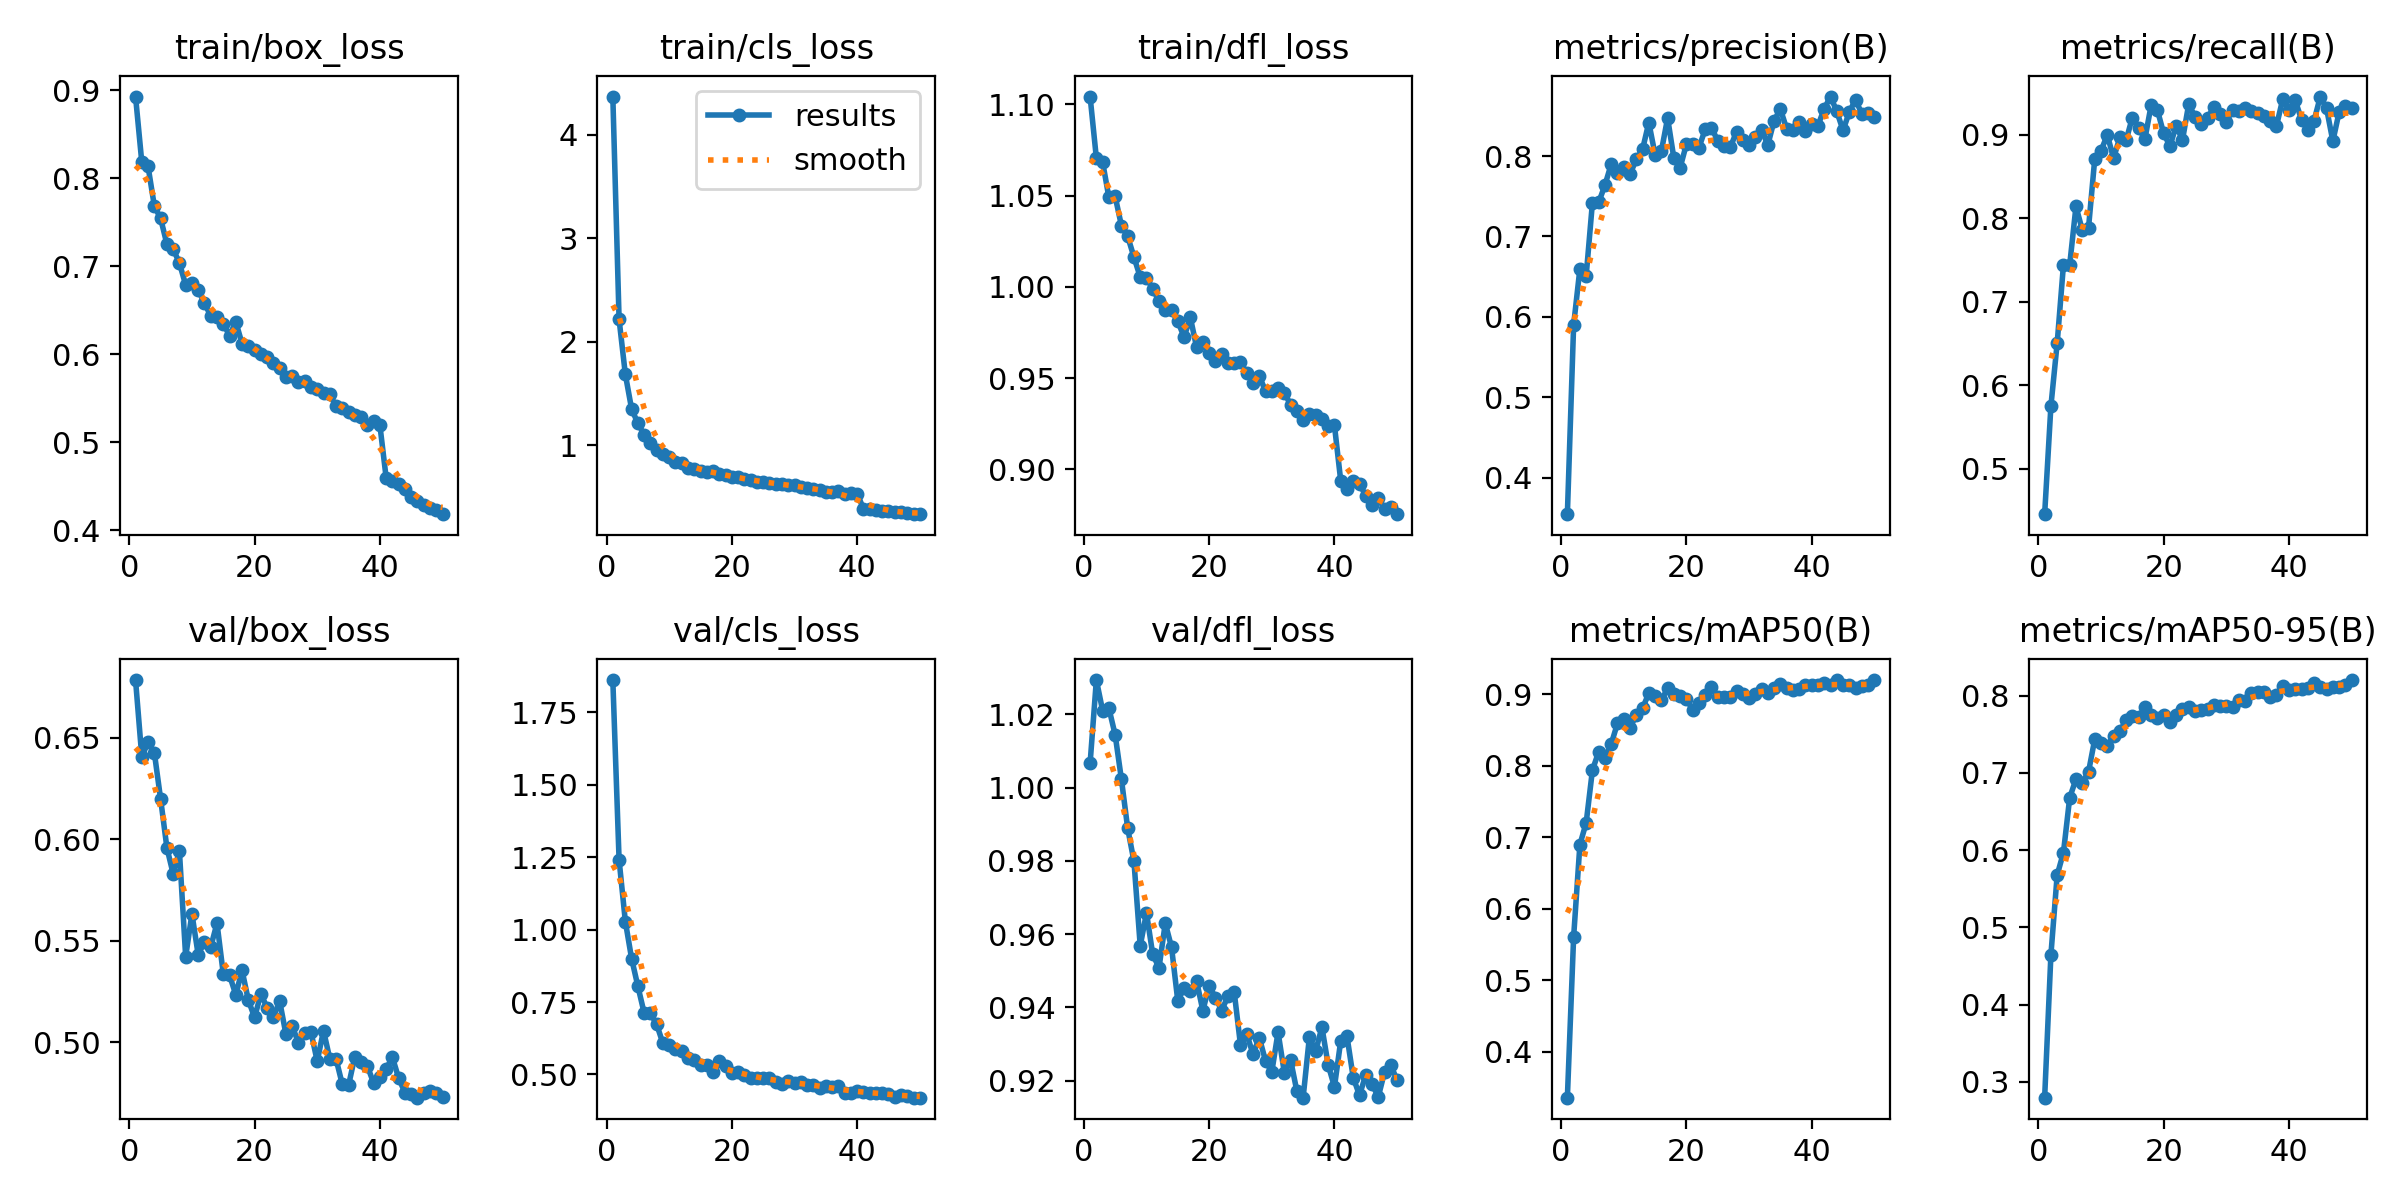 train/box_loss
0.9
0.8
0.7
0.6
0.5
0.4
0 20 40
train/cls_loss
results
smooth
4
3
2
1
0 20 40
train/dfl_loss
1.10
1.05
1.00
0.95
0.90
0 20 40
metrics/precision(B)
0.8
0.7
0.6
0.5
0.4
0 20 40
metrics/recall(B)
0.9
0.8
0.7
0.6
0.5
0 20 40
val/box_loss
0.65
0.60
0.55
0.50
0 20 40
val/cls_loss
1.75
1.50
1.25
1.00
0.75
0.50
0 20 40
val/dfl_loss
1.02
1.00
0.98
0.96
0.94
0.92
0 20 40
metrics/mAP50(B)
0.9
0.8
0.7
0.6
0.5
0.4
0 20 40
metrics/mAP50-95(B)
0.8
0.7
0.6
0.5
0.4
0.3
0 20 40